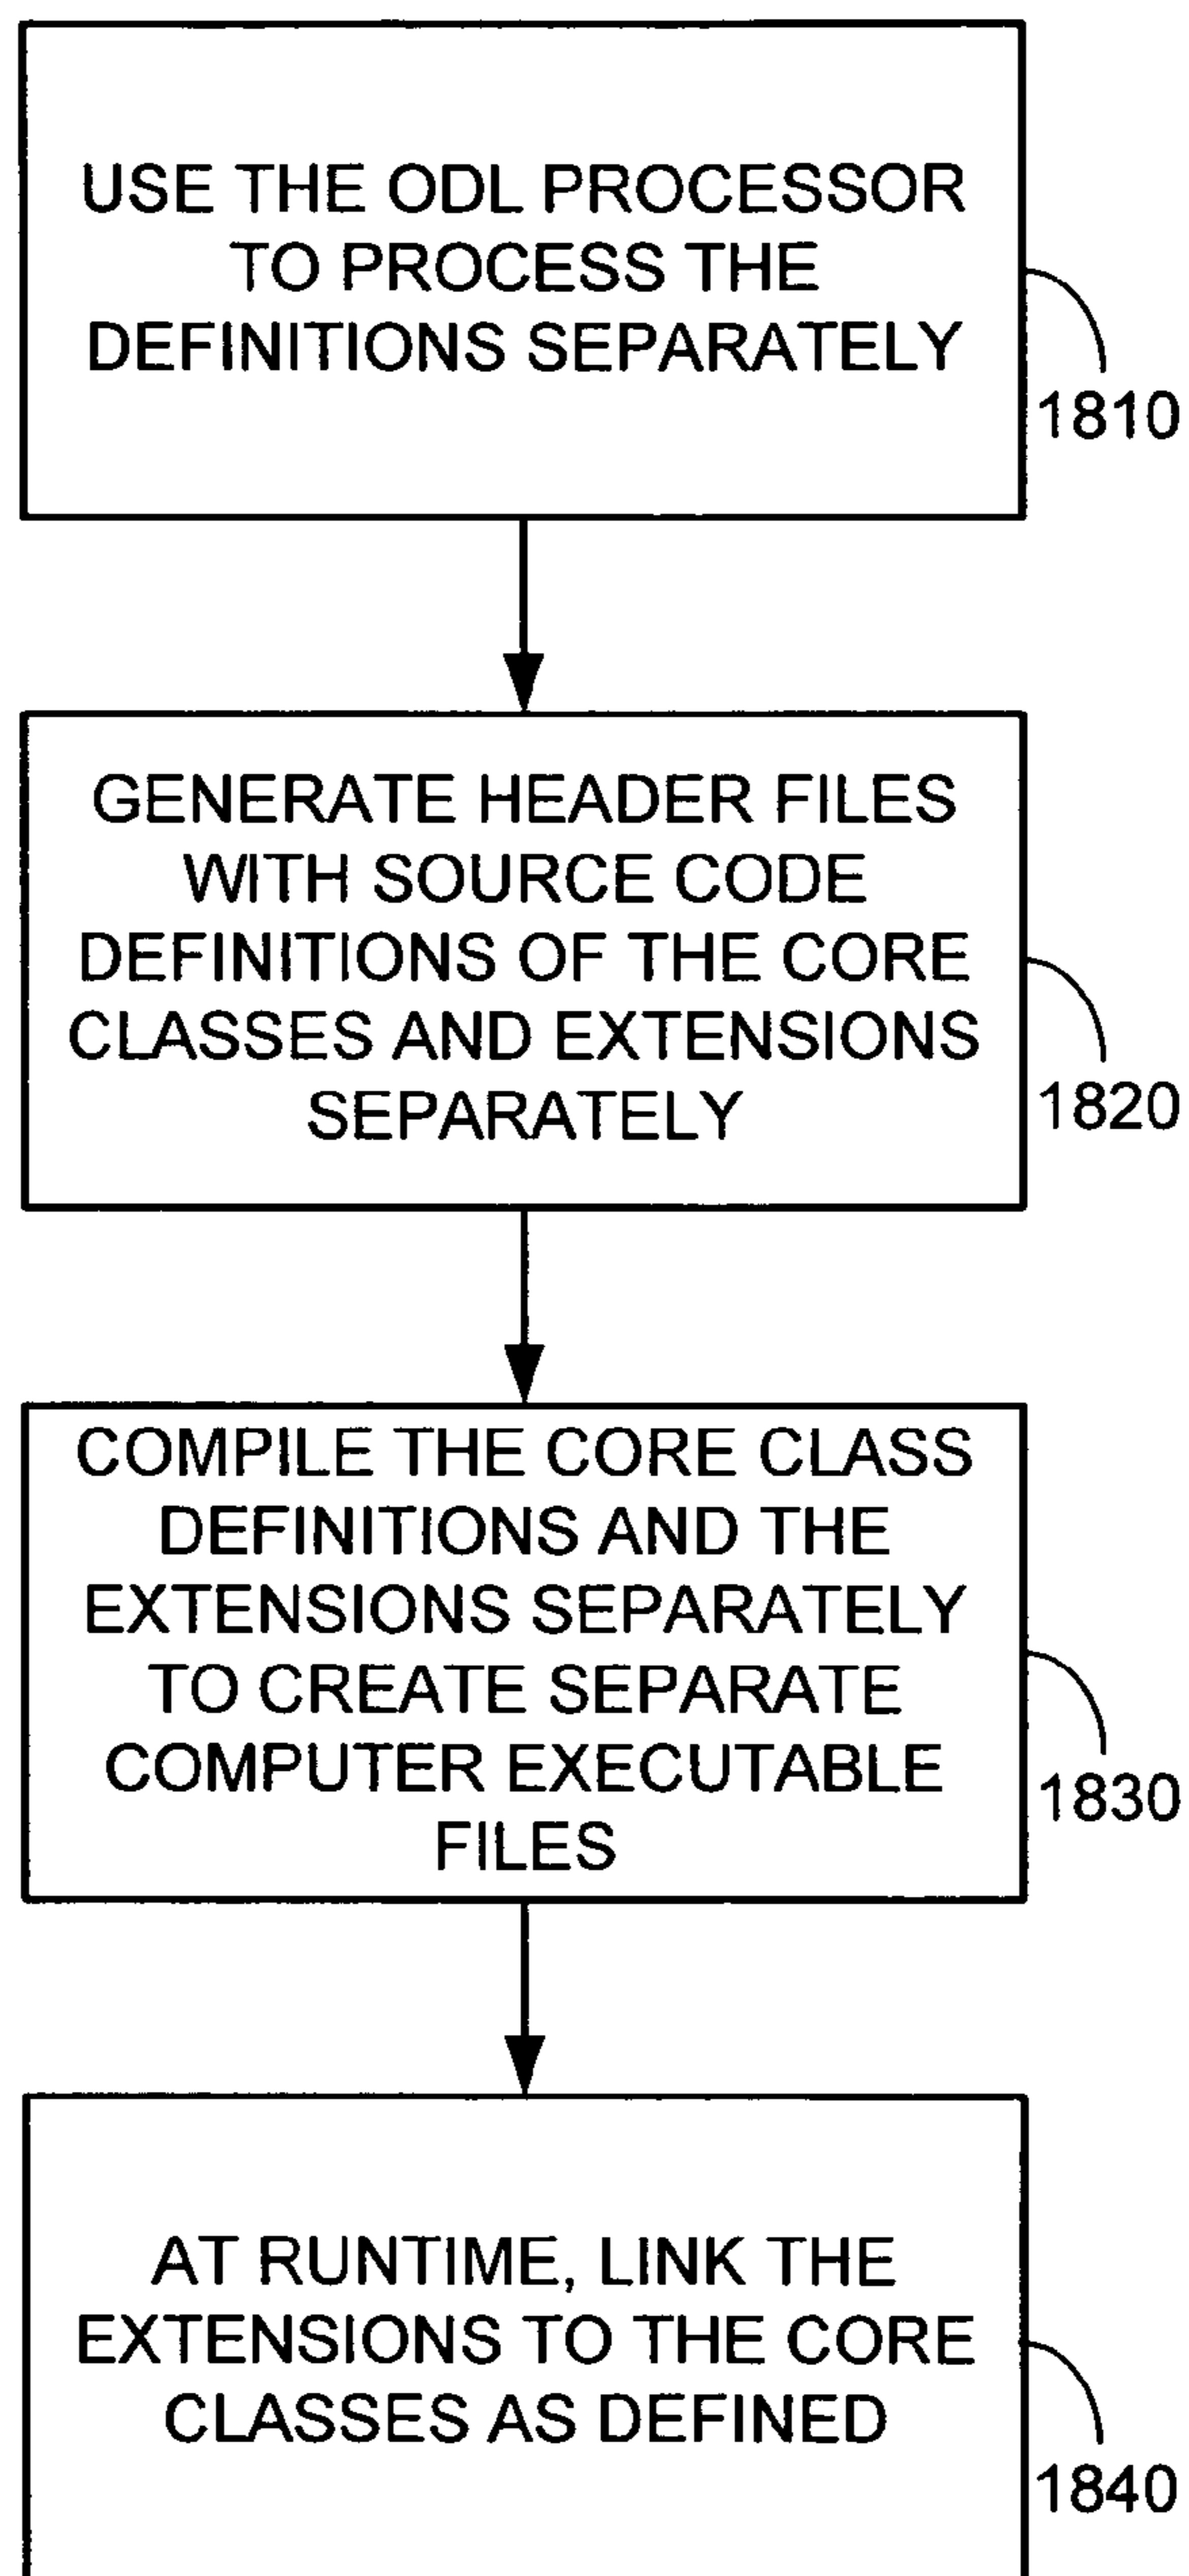 USE THE ODL PROCESSOR
TO PROCESS THE
DEFINITIONS SEPARATELY
1810
GENERATE HEADER FILES
WITH SOURCE CODE
DEFINITIONS OF THE CORE
CLASSES AND EXTENSIONS
SEPARATELY
1820
COMPILE THE CORE CLASS
DEFINITIONS AND THE
EXTENSIONS SEPARATELY
TO CREATE SEPARATE
COMPUTER EXECUTABLE
FILES
1830
AT RUNTIME, LINK THE
EXTENSIONS TO THE CORE
CLASSES AS DEFINED
1840